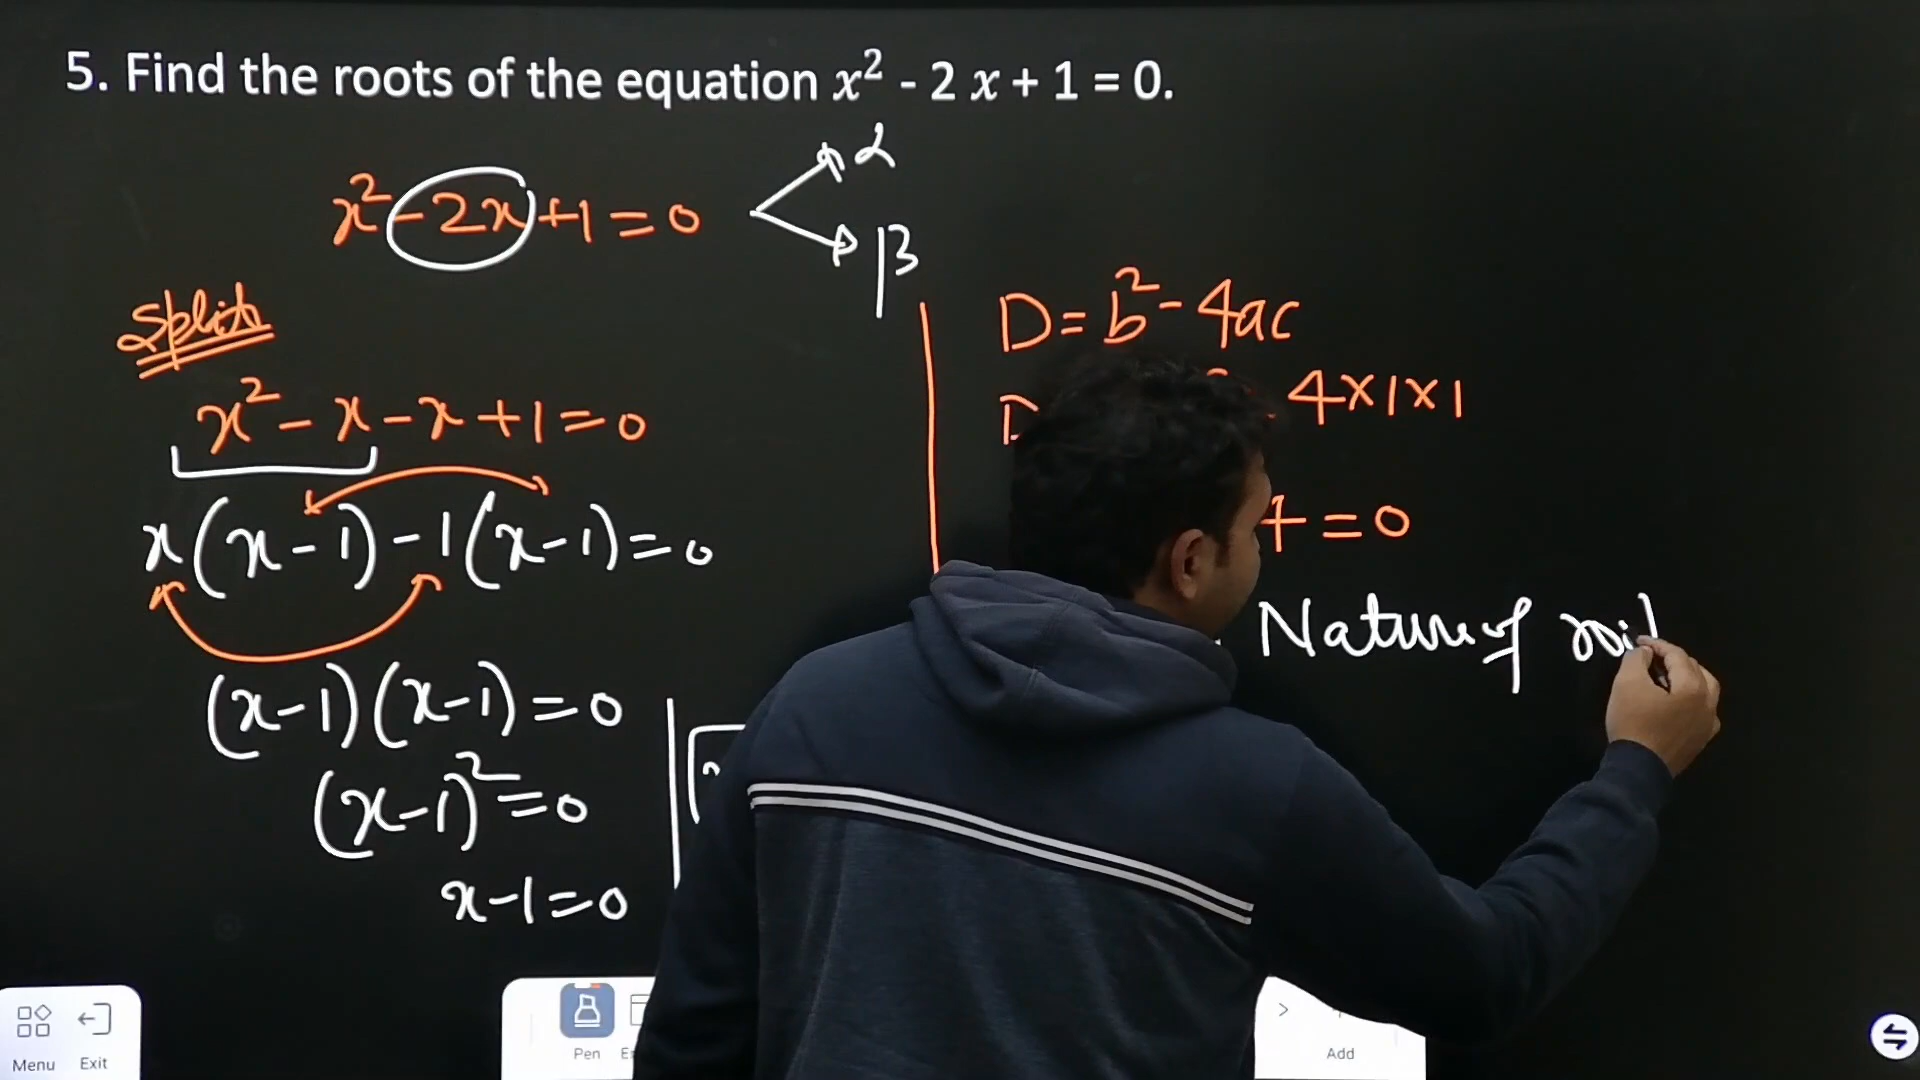 5. Find the roots of the equation x² - 2 x + 1 = 0.
x² - 2x + 1 = 0
α
β
Split
x² - x - x + 1 = 0
x(x-1) - 1(x-1) = 0
(x-1)(x-1) = 0
(x-1)² = 0
x-1 = 0
D = b² - 4ac
D
- 4×1×1
= 0
Nature of
Menu
Exit
Pen
Add